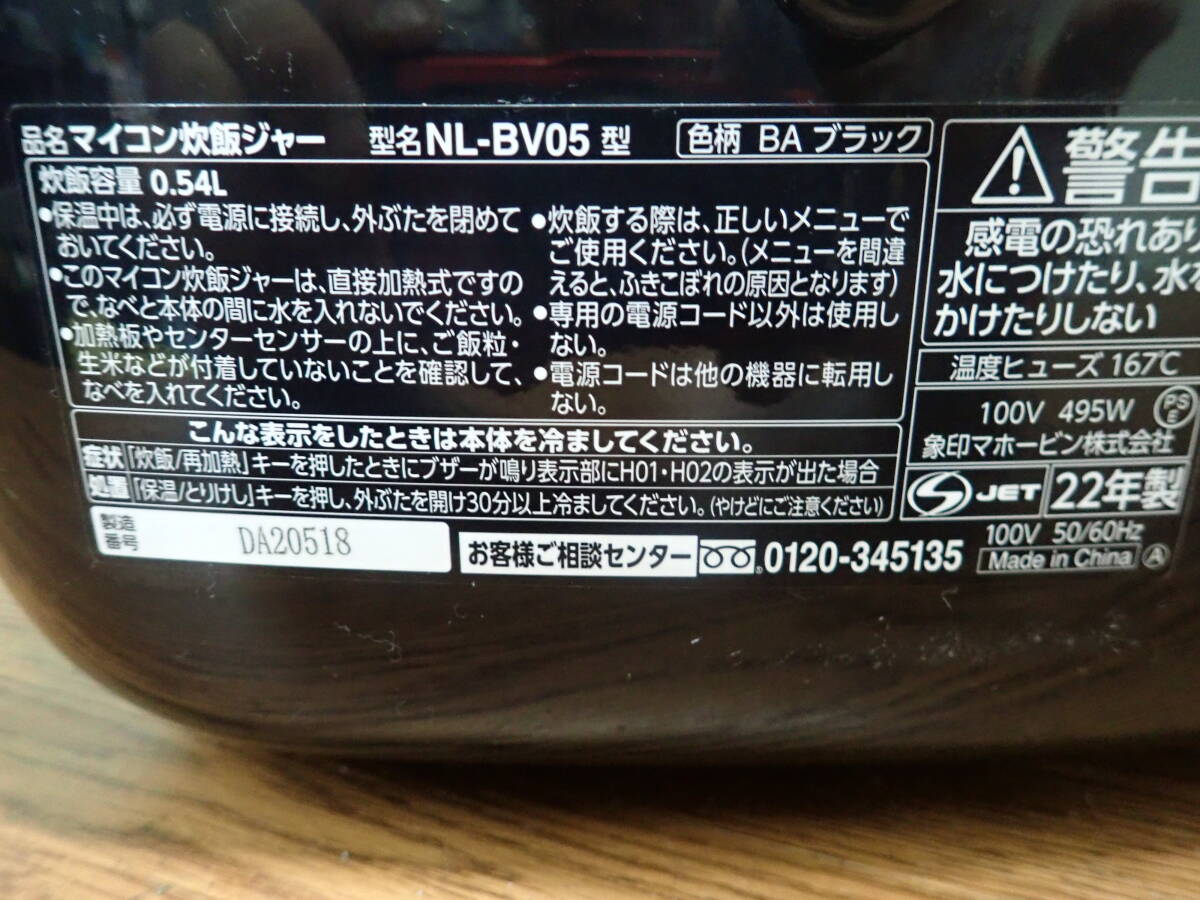 品名 マイコン炊飯ジャー 型名 NL-BV05 型 色柄 BA ブラック
炊飯容量 0.54L
•保温中は、必ず電源に接続し、外ぶたを閉めて
おいてください。
•このマイコン炊飯ジャーは、直接加熱式ですの
で、なべと本体の間に水を入れないでください。
•加熱板やセンターセンサーの上に、ご飯粒・
生米などが付着していないことを確認して、
なべを入れてください。
•炊飯する際は、正しいメニューで
ご使用ください。(メニューを間違
えると、ふきこぼれの原因となります)
•専用の電源コード以外は使用し
ない。
•電源コードは他の機器に転用し
ない。
こんな表示をしたときは本体を冷ましてください。
症状 「炊飯/再加熱」キーを押したときにブザーが鳴り表示部にH01・H02の表示が出た場合
処置 「保温/とりけし」キーを押し、外ぶたを開け30分以上冷ましてください。(やけどにご注意ください)
製造
番号 DA20518
お客様ご相談センター 0120-345135
警告
感電の恐れあり
水につけたり、水を
かけたりしない
温度ヒューズ 167℃
100V 495W PS E
象印マホービン株式会社
S JET 22年製
100V 50/60Hz
Made in China A